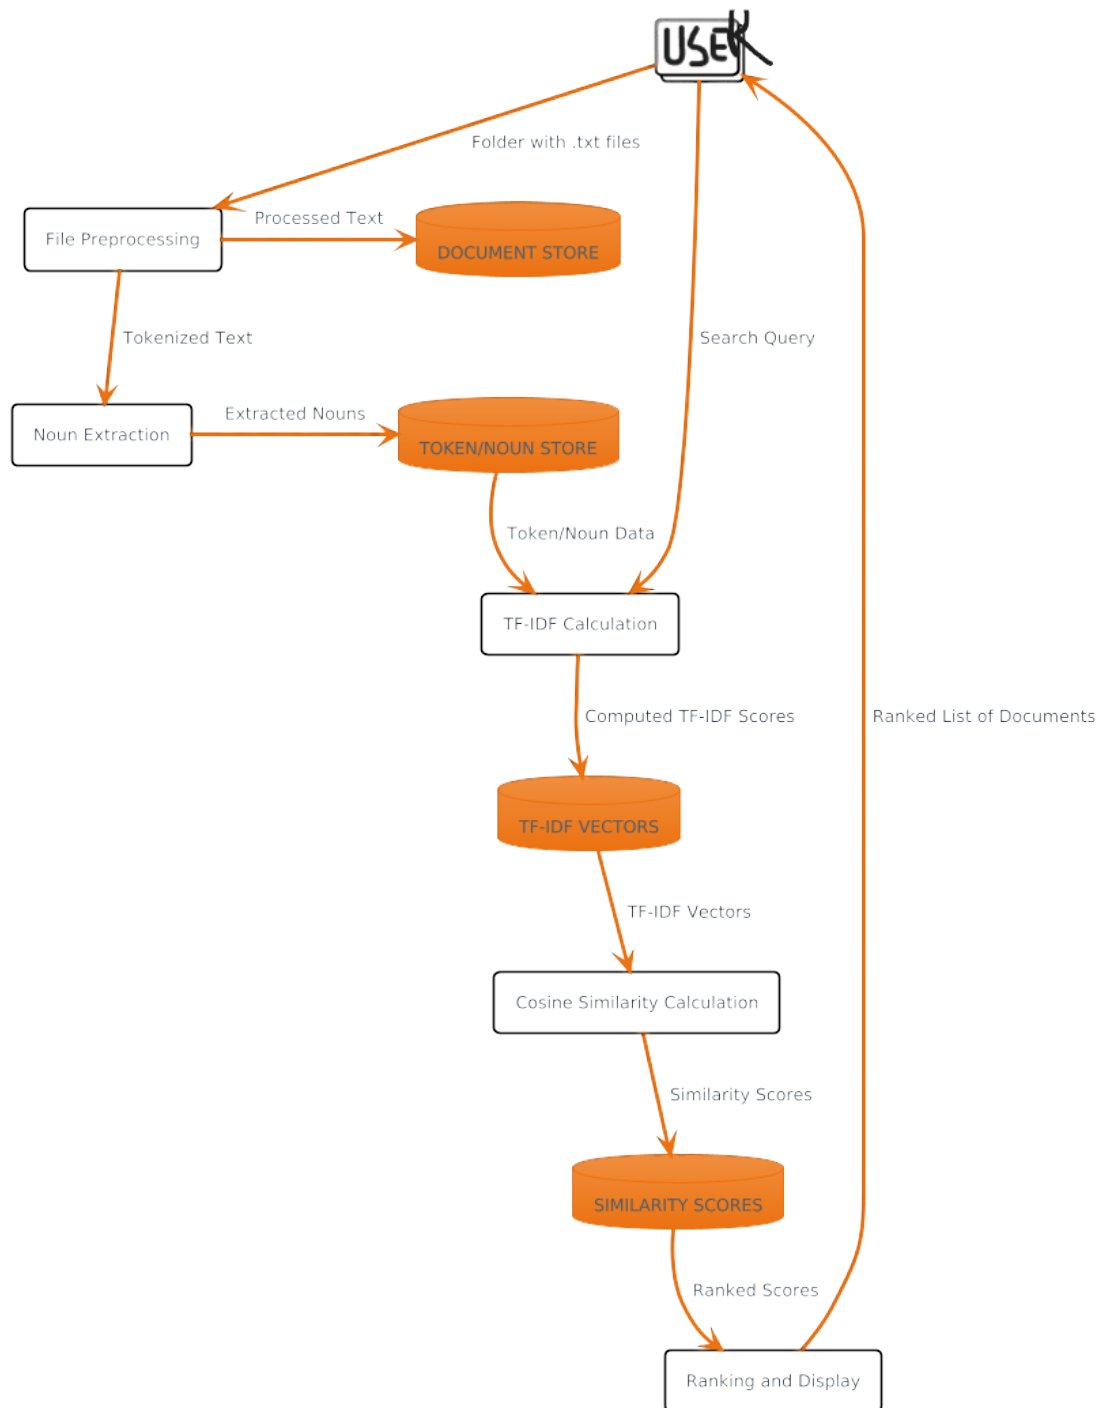 USER
Folder with .txt files
Processed Text
File Preprocessing
DOCUMENT STORE
Tokenized Text
Search Query
Extracted Nouns
Noun Extraction
TOKEN/NOUN STORE
Token/Noun Data
TF-IDF Calculation
Computed TF-IDF Scores
Ranked List of Documents
TF-IDF VECTORS
TF-IDF Vectors
Cosine Similarity Calculation
Similarity Scores
SIMILARITY SCORES
Ranked Scores
Ranking and Display